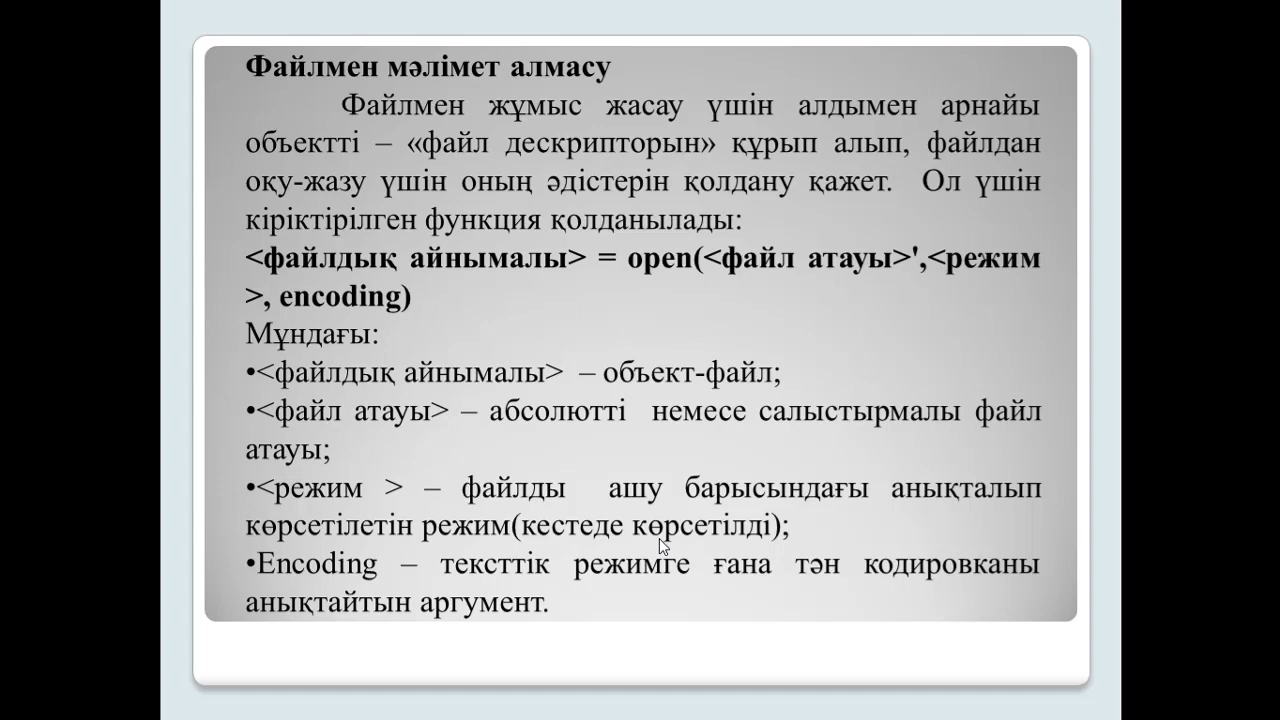 Файлмен мәлімет алмасу
Файлмен жұмыс жасау үшін алдымен арнайы
объектті – «файл дескрипторын» құрып алып, файлдан
оқу-жазу үшін оның әдістерін қолдану қажет. Ол үшін
кіріктірілген функция қолданылады:
<файлдық айнымалы> = open(<файл атауы>',<режим
>, encoding)
Мұндағы:
•<файлдық айнымалы> – объект-файл;
•<файл атауы> – абсолютті немесе салыстырмалы файл
атауы;
•<режим > – файлды ашу барысындағы анықталып
көрсетілетін режим(кестеде көрсетілді);
•Encoding – тексттік режимге ғана тән кодировканы
анықтайтын аргумент.